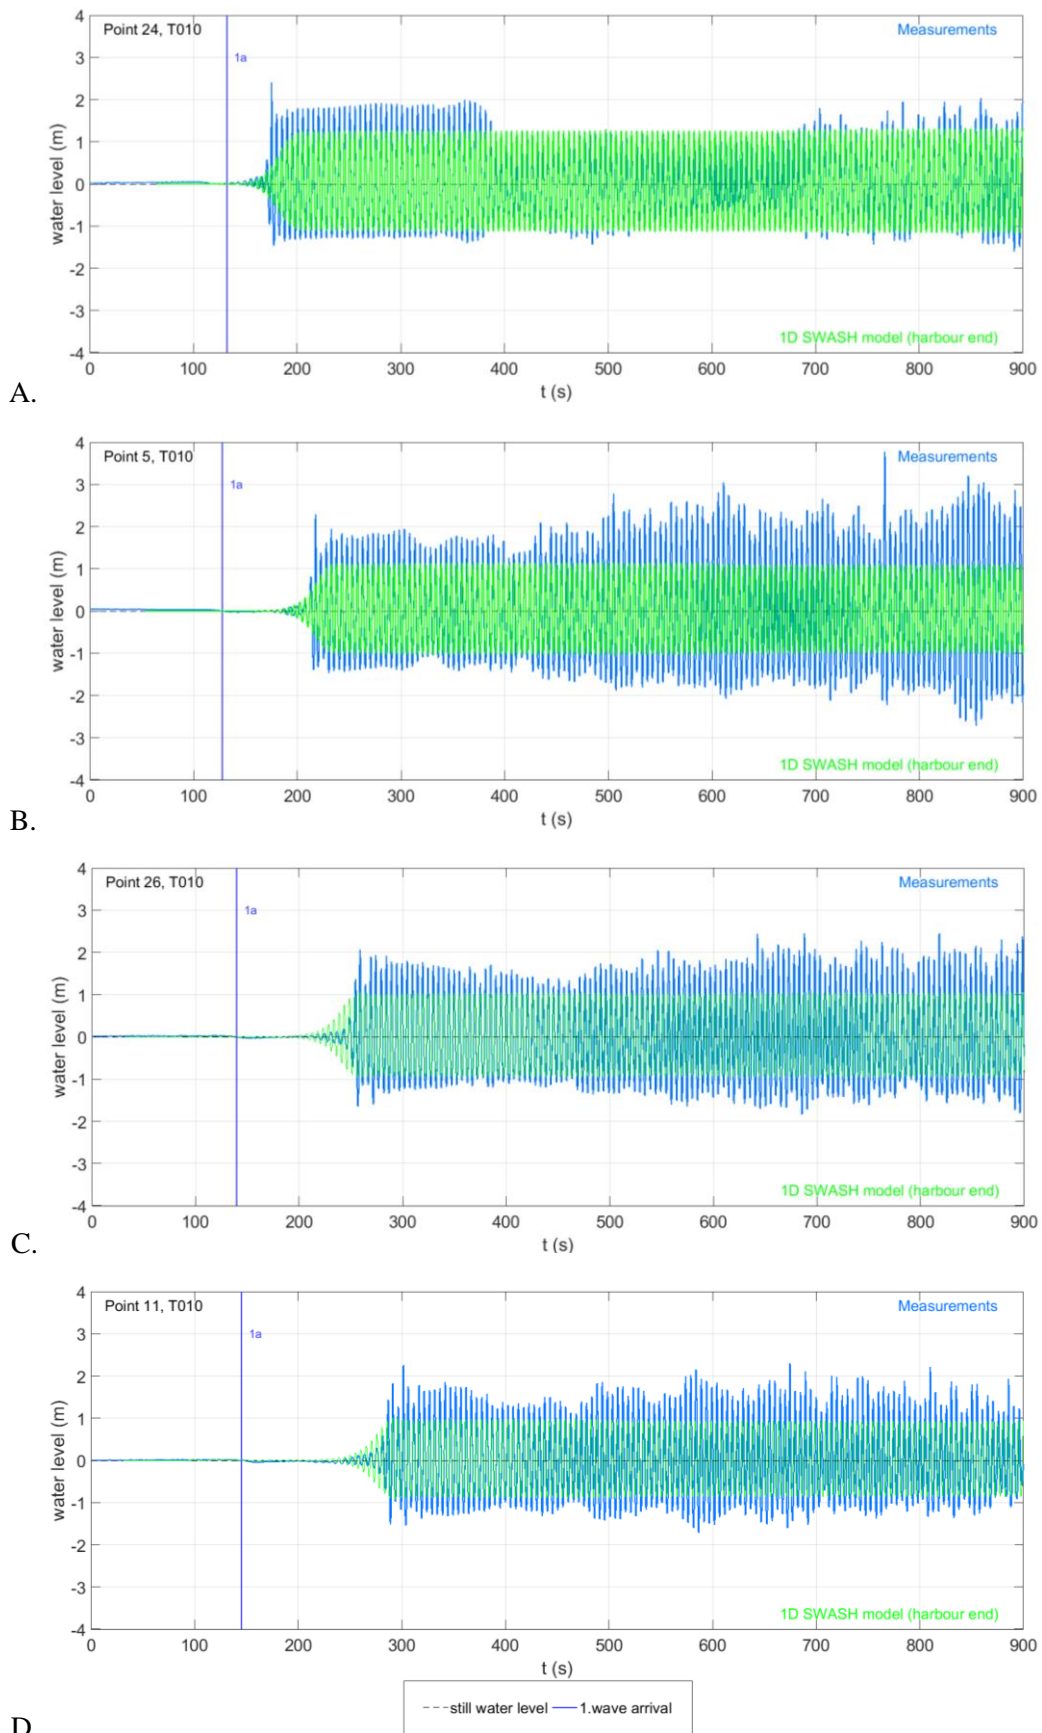 Point 24, T010
Measurements
1a
4
3
2
1
0
-1
-2
-3
-4
water level (m)
1D SWASH model (harbour end)
0 100 200 300 400 500 600 700 800 900
t (s)
A.
Point 5, T010
Measurements
1a
4
3
2
1
0
-1
-2
-3
-4
water level (m)
1D SWASH model (harbour end)
0 100 200 300 400 500 600 700 800 900
t (s)
B.
Point 26, T010
Measurements
1a
4
3
2
1
0
-1
-2
-3
-4
water level (m)
1D SWASH model (harbour end)
0 100 200 300 400 500 600 700 800 900
t (s)
C.
Point 11, T010
Measurements
1a
4
3
2
1
0
-1
-2
-3
-4
water level (m)
1D SWASH model (harbour end)
0 100 200 300 400 500 600 700 800 900
t (s)
still water level 1.wave arrival
D